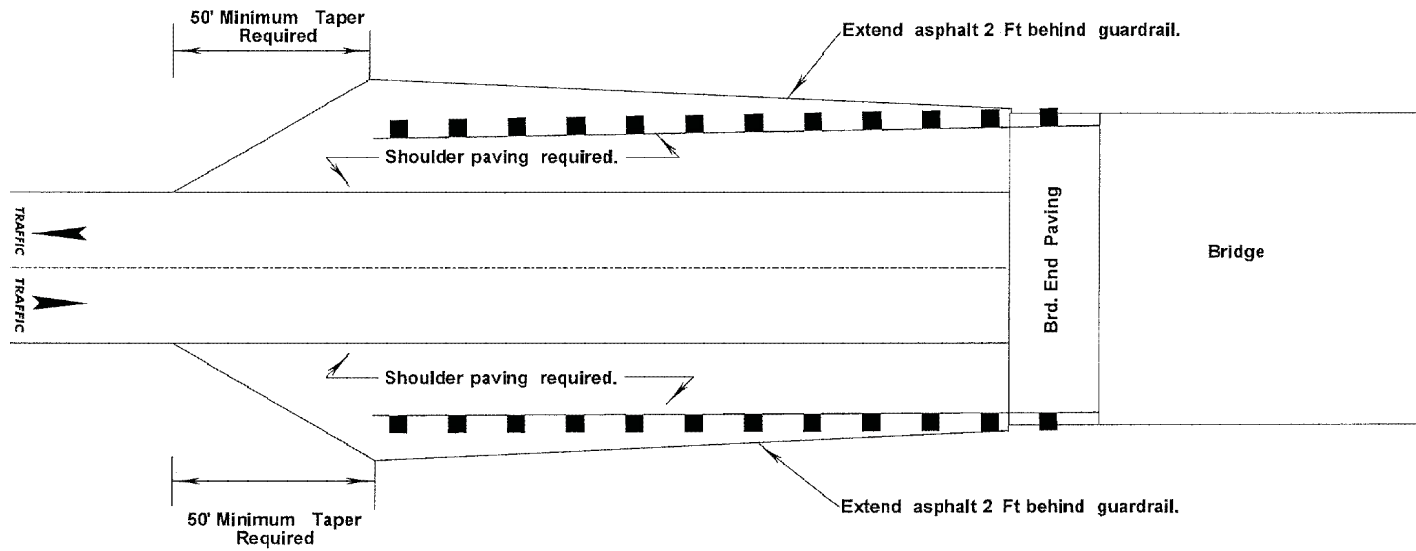 50' Minimum Taper
Required
Extend asphalt 2 Ft behind guardrail.
Shoulder paving required.
TRAFFIC
TRAFFIC
Brd. End Paving
Bridge
Shoulder paving required.
Extend asphalt 2 Ft behind guardrail.
50' Minimum Taper
Required